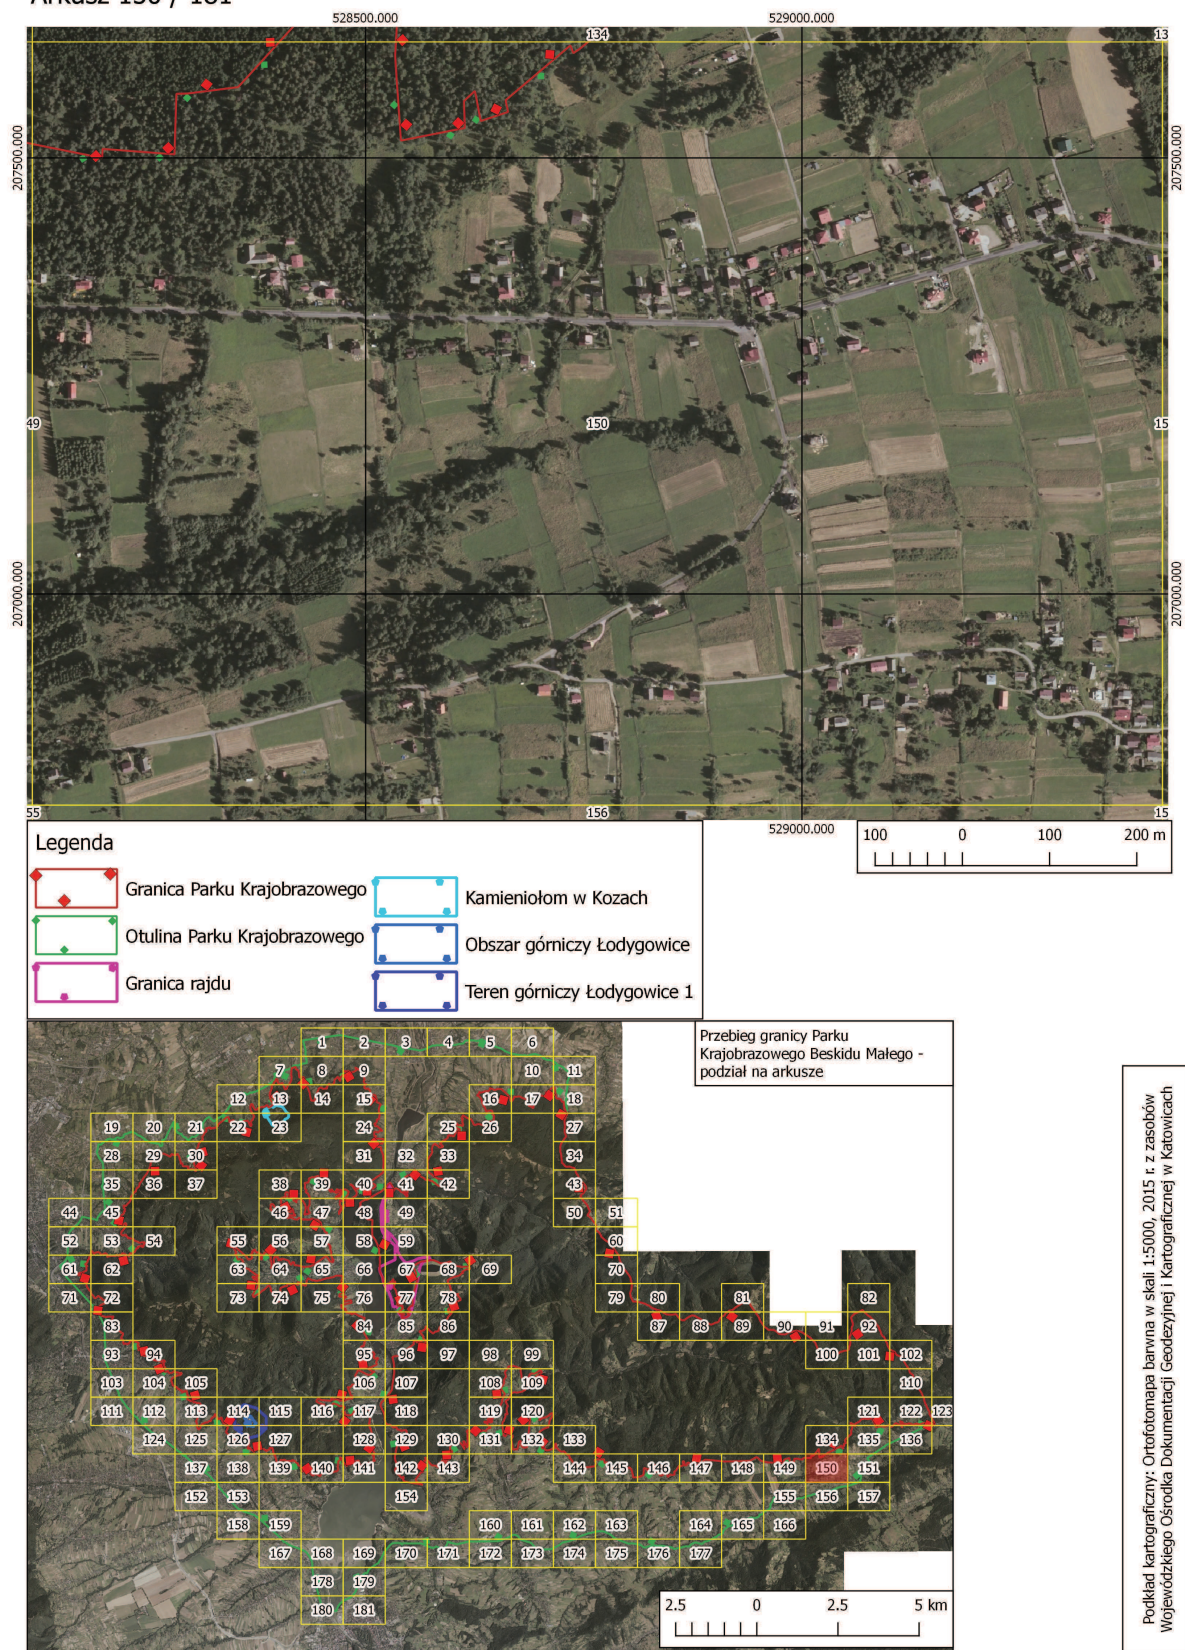 Arkusz 150 / 181
528500.000 529000.000
134 13
207500.000 207500.000
49 150 15
207000.000 207000.000
55 156 15
529000.000
Legenda
Granica Parku Krajobrazowego
Otulina Parku Krajobrazowego
Granica rajdu
Kamieniołom w Kozach
Obszar górniczy Łodygowice
Teren górniczy Łodygowice 1
100 0 100 200 m
Przebieg granicy Parku
Krajobrazowego Beskidu Małego -
podział na arkusze
1 2 3 4 5 6
7 8 9 10 11
12 13 14 15 16 17 18
19 20 21 22 23 24 25 26 27
28 29 30 31 32 33 34
35 36 37 38 39 40 41 42 43
44 45 46 47 48 49 50 51
52 53 54 55 56 57 58 59 60
61 62 63 64 65 66 67 68 69 70
71 72 73 74 75 76 77 78 79 80 81 82
83 84 85 86 87 88 89 90 91 92
93 94 95 96 97 98 99 100 101 102
103 104 105 106 107 108 109 110
111 112 113 114 115 116 117 118 119 120 121 122 123
124 125 126 127 128 129 130 131 132 133 134 135 136
137 138 139 140 141 142 143 144 145 146 147 148 149 150 151
152 153 154 155 156 157
158 159 160 161 162 163 164 165 166
167 168 169 170 171 172 173 174 175 176 177
178 179
180 181
2.5 0 2.5 5 km
Podkład kartograficzny: Ortofotomapa barwna w skali 1:5000, 2015 r. z zasobów
Wojewódzkiego Ośrodka Dokumentacji Geodezyjnej i Kartograficznej w Katowicach